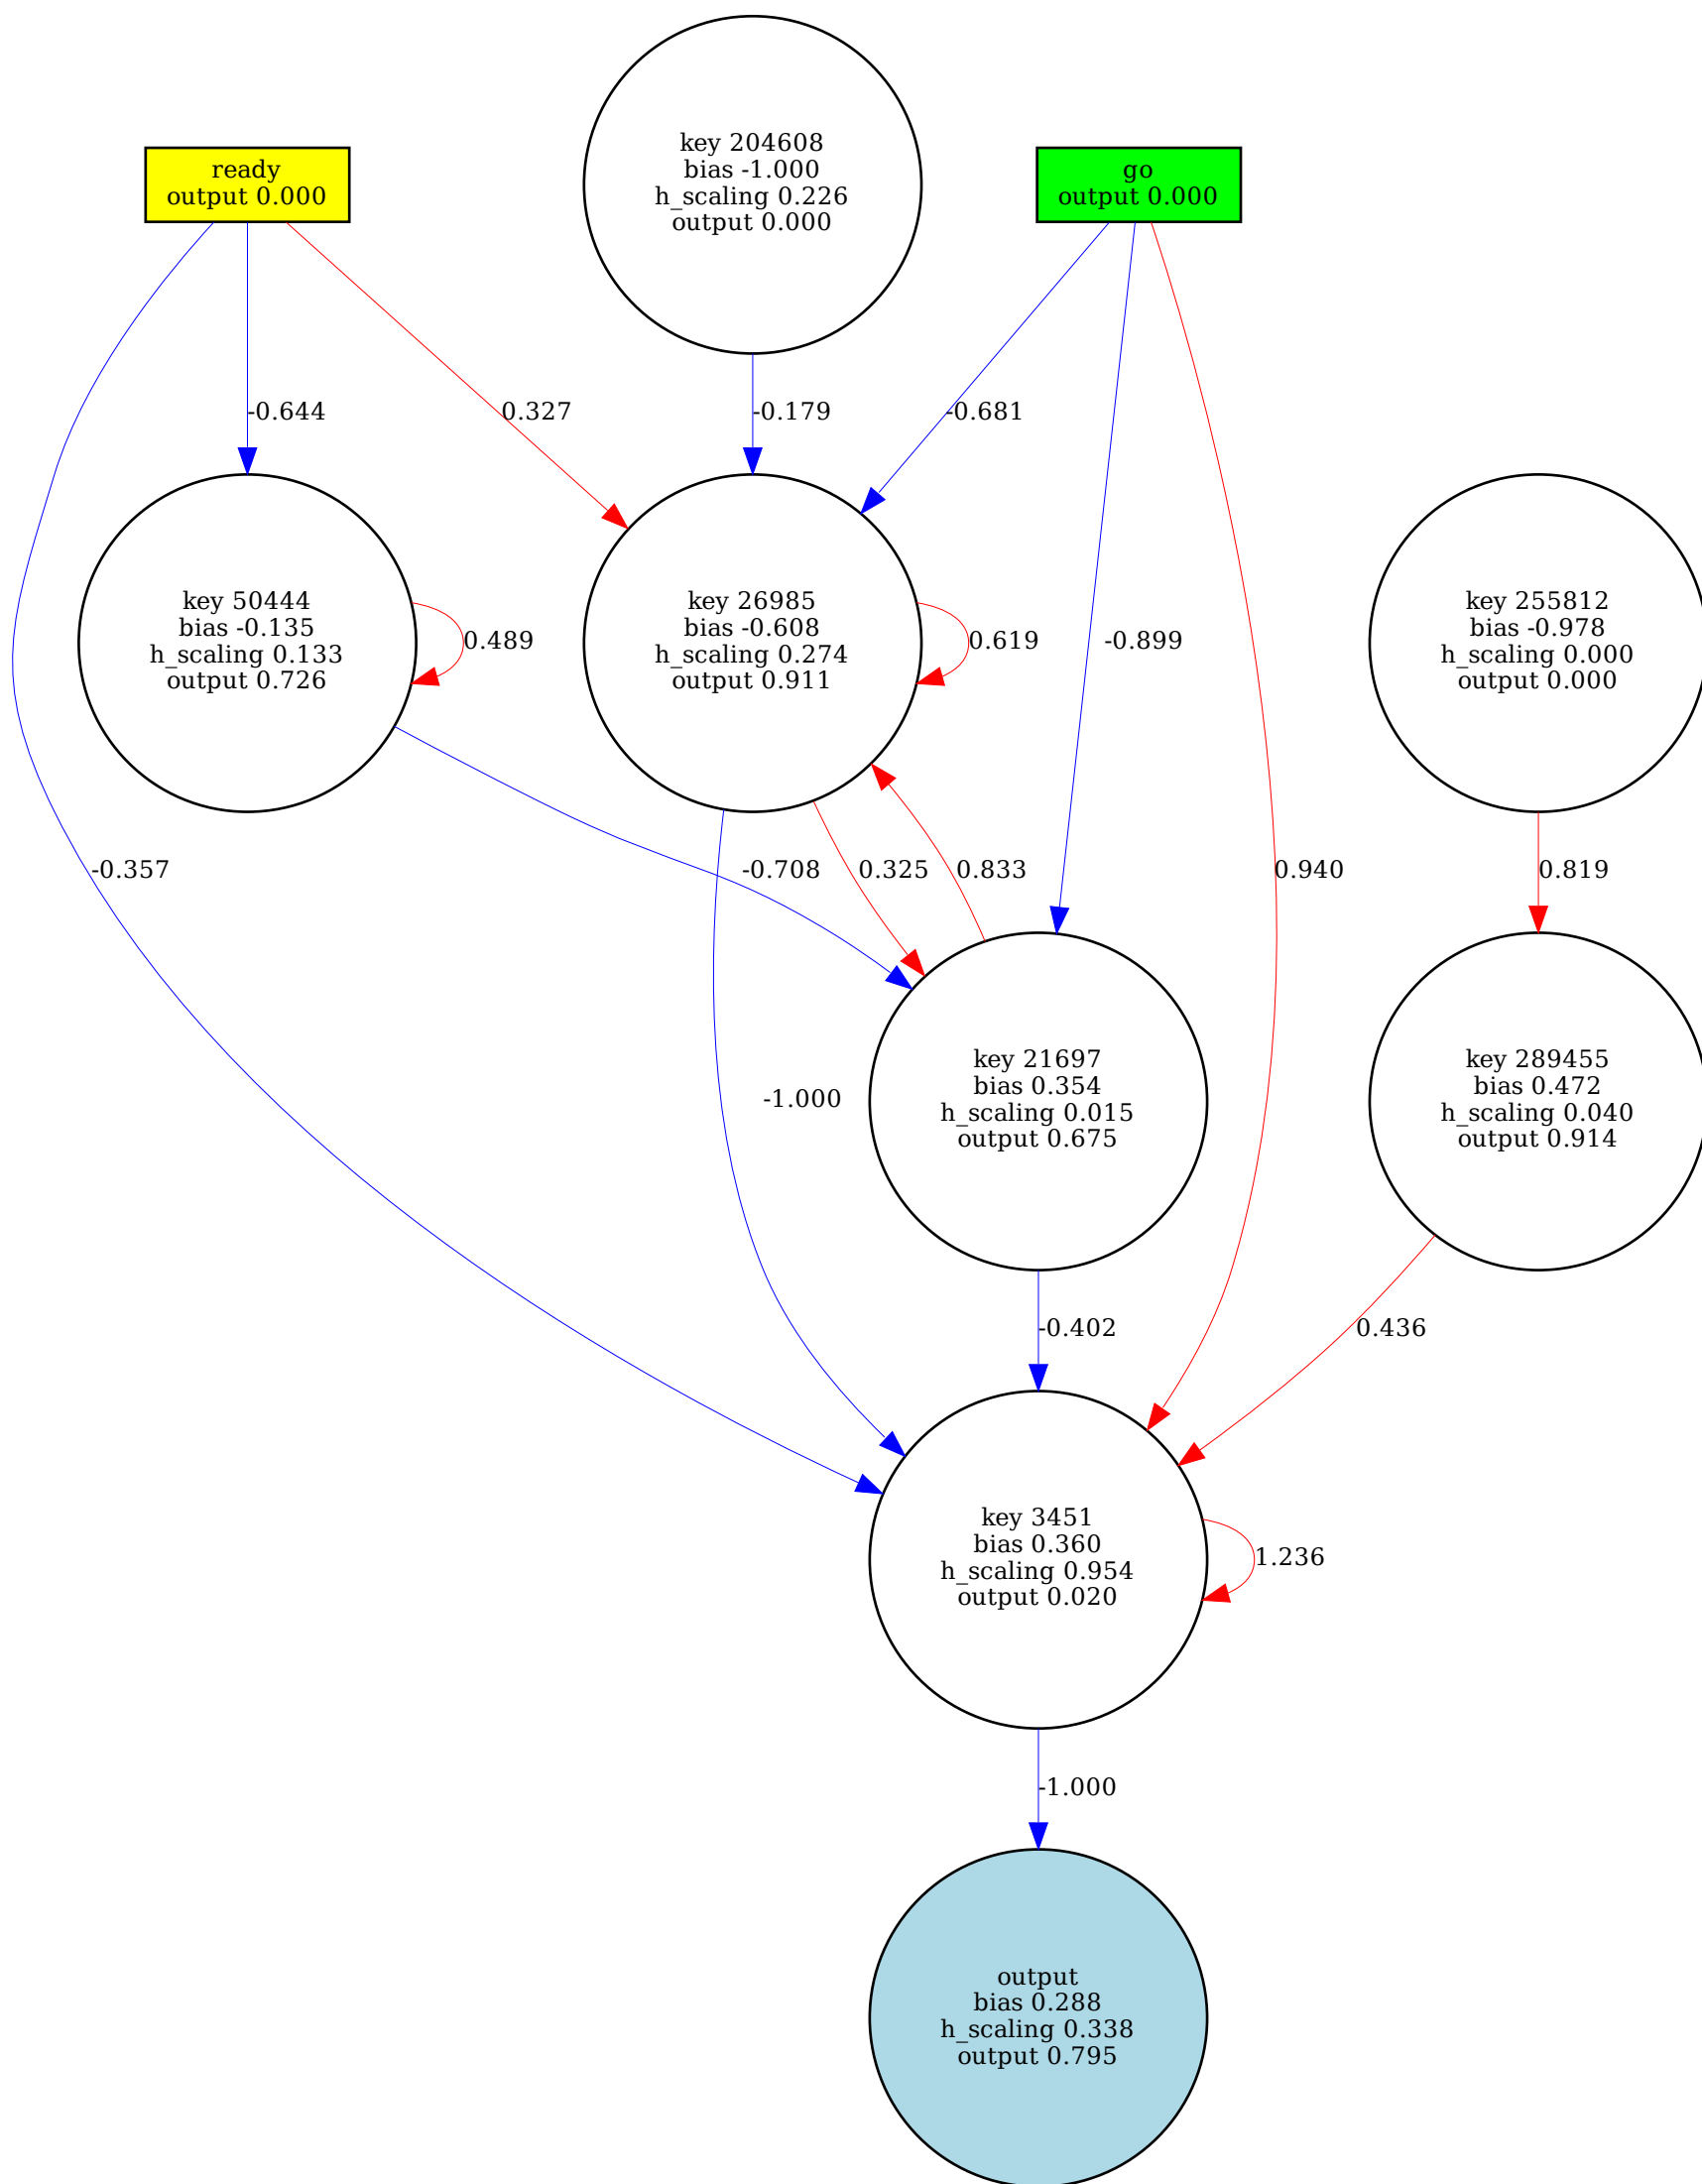 key 204608
bias -1.000
h_scaling 0.226
output 0.000
ready
output 0.000
go
output 0.000
-0.644
0.327
-0.179
-0.681
key 50444
bias -0.135
h_scaling 0.133
output 0.726
0.489
key 26985
bias -0.608
h_scaling 0.274
output 0.911
0.619
-0.899
key 255812
bias -0.978
h_scaling 0.000
output 0.000
-0.357
-0.708
0.325
0.833
0.940
0.819
-1.000
key 21697
bias 0.354
h_scaling 0.015
output 0.675
key 289455
bias 0.472
h_scaling 0.040
output 0.914
-0.402
0.436
key 3451
bias 0.360
h_scaling 0.954
output 0.020
1.236
-1.000
output
bias 0.288
h_scaling 0.338
output 0.795